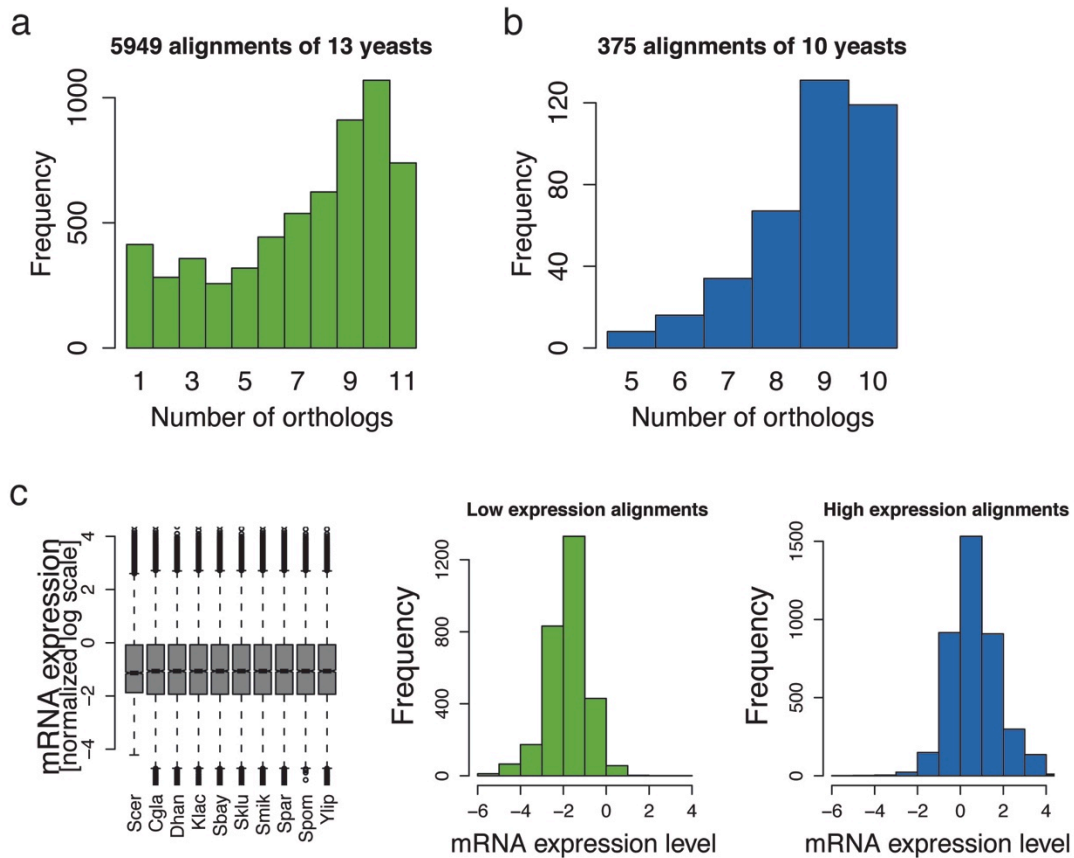 a
5949 alignments of 13 yeasts
Frequency
0 500 1000
1 3 5 7 9 11
Number of orthologs
b
375 alignments of 10 yeasts
Frequency
0 40 80 120
5 6 7 8 9 10
Number of orthologs
c
mRNA expression
[normalized log scale]
−4 −2 0 2 4
Scer Cgla Dhan Klac Sbay Sklu Smik Spar Spom Ylip
Low expression alignments
Frequency
0 400 800 1200
−6 −4 −2 0 2 4
mRNA expression level
High expression alignments
Frequency
0 500 1000 1500
−6 −4 −2 0 2 4
mRNA expression level